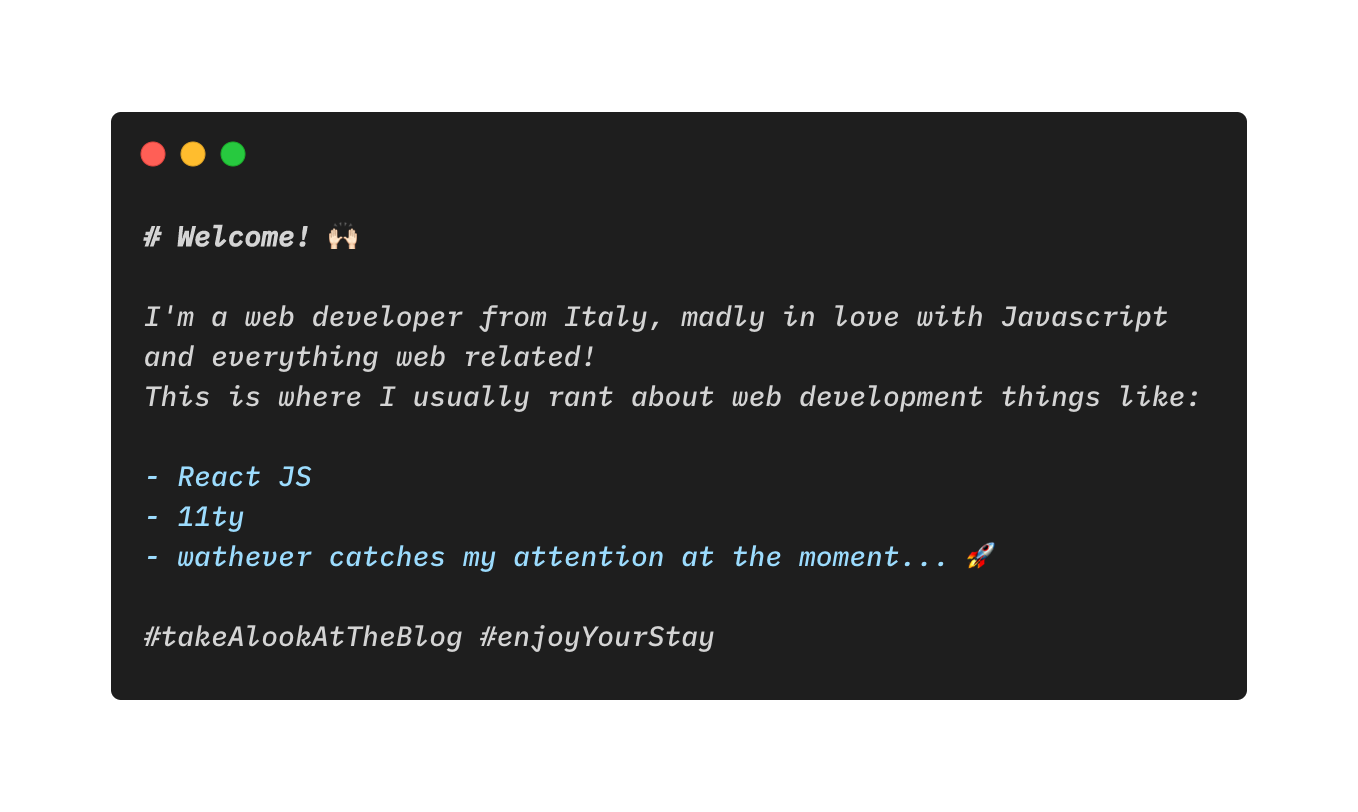 # Welcome! 🙌🏻
I'm a web developer from Italy, madly in love with Javascript
and everything web related!
This is where I usually rant about web development things like:
- React JS
- 11ty
- wathever catches my attention at the moment... 🚀
#takeAlookAtTheBlog #enjoyYourStay